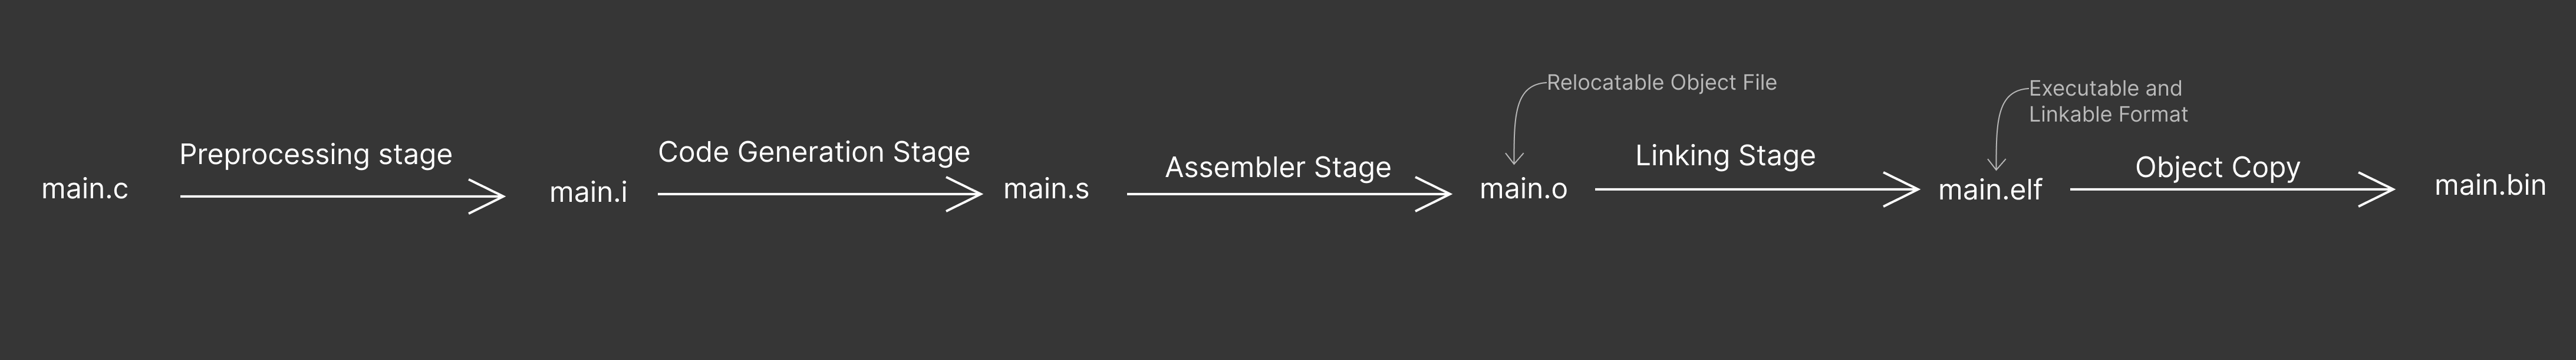 Relocatable Object File
Executable and
Linkable Format
Preprocessing stage
Code Generation Stage
Assembler Stage
Linking Stage
Object Copy
main.c
main.i
main.s
main.o
main.elf
main.bin